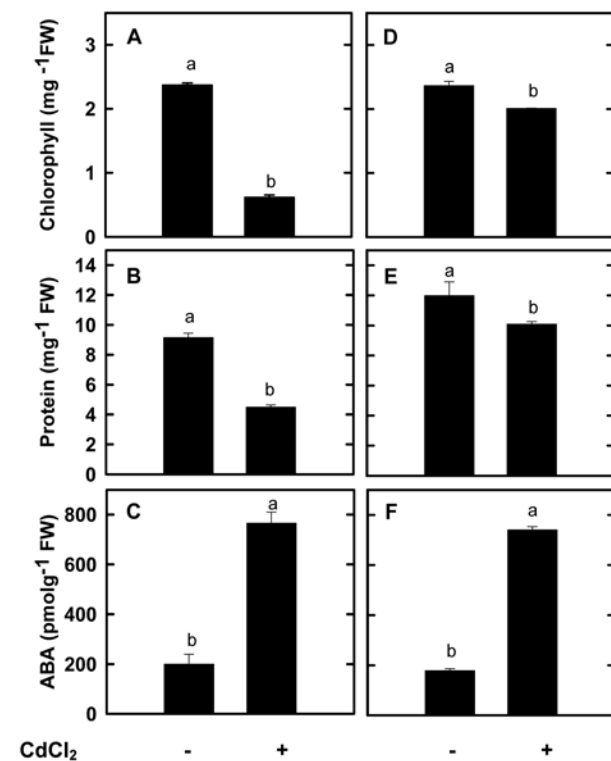 A
D
Chlorophyll (mg ⁻¹FW)
3
2
1
0
a
b
a
b
B
E
Protein (mg⁻¹ FW)
14
12
10
8
6
4
2
0
a
b
a
b
C
F
ABA (pmolg⁻¹ FW)
800
600
400
200
0
b
a
b
a
CdCl₂ - + - +